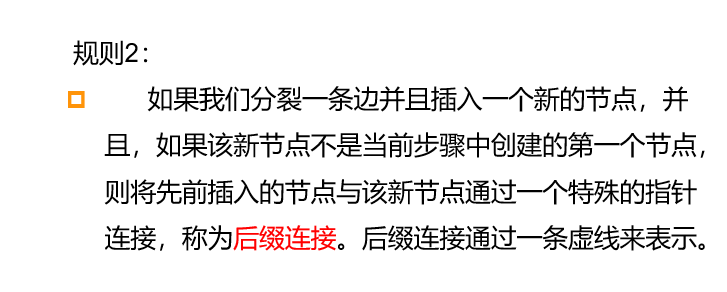 规则2：
如果我们分裂一条边并且插入一个新的节点，并
且，如果该新节点不是当前步骤中创建的第一个节点，
则将先前插入的节点与该新节点通过一个特殊的指针
连接，称为后缀连接。后缀连接通过一条虚线来表示。